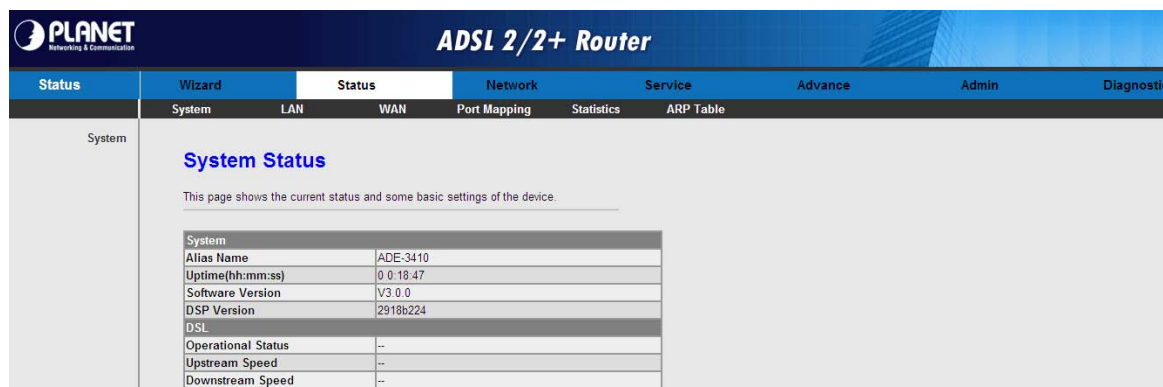 PLANET
Networking & Communication
ADSL 2/2+ Router
Status
Wizard Status Network Service Advance Admin Diagnosti
System LAN WAN Port Mapping Statistics ARP Table
System
System Status
This page shows the current status and some basic settings of the device.
System
Alias Name ADE-3410
Uptime(hh:mm:ss) 0 0:18:47
Software Version V3.0.0
DSP Version 2918b224
DSL
Operational Status --
Upstream Speed --
Downstream Speed --